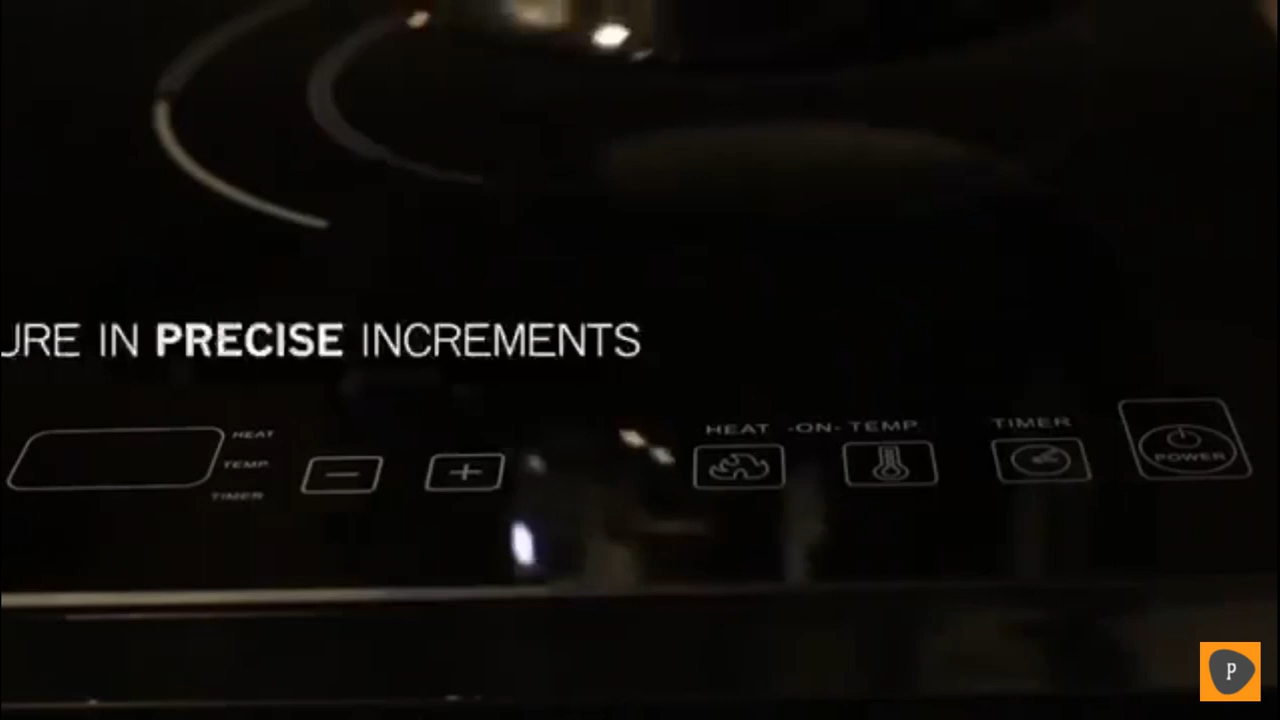 URE IN PRECISE INCREMENTS
HEAT
TEMP
TIMER
HEAT -ON- TEMP
TIMER
POWER
P